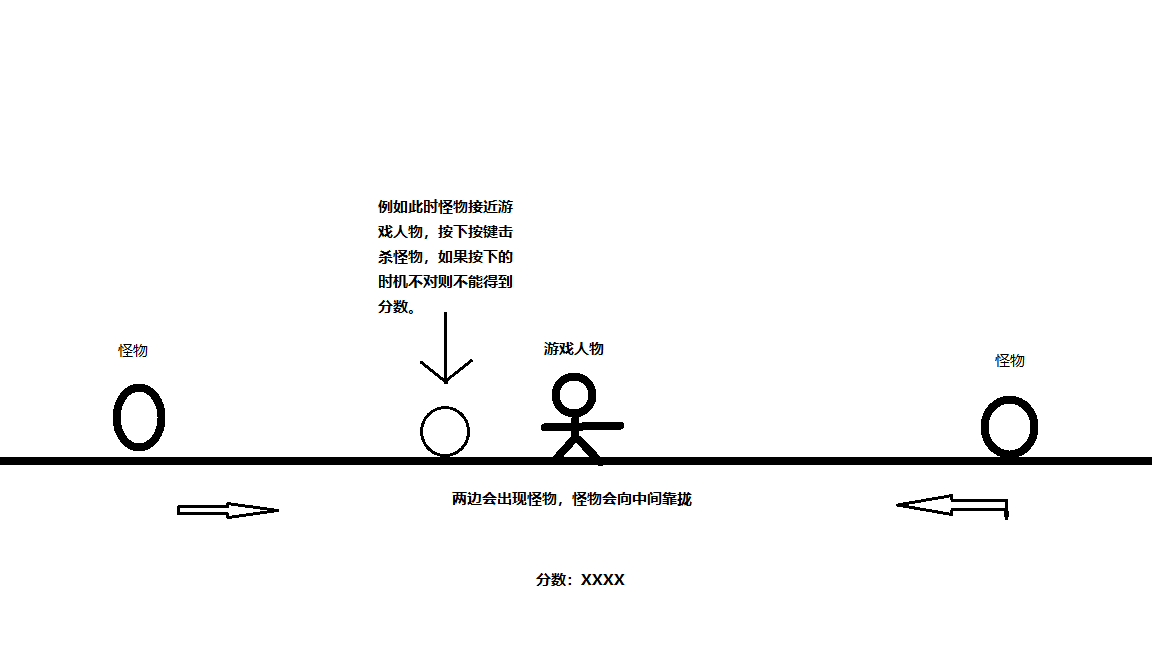 例如此时怪物接近游
戏人物，按下按键击
杀怪物，如果按下的
时机不对则不能得到
分数。
怪物
游戏人物
怪物
两边会出现怪物，怪物会向中间靠拢
分数：XXXX